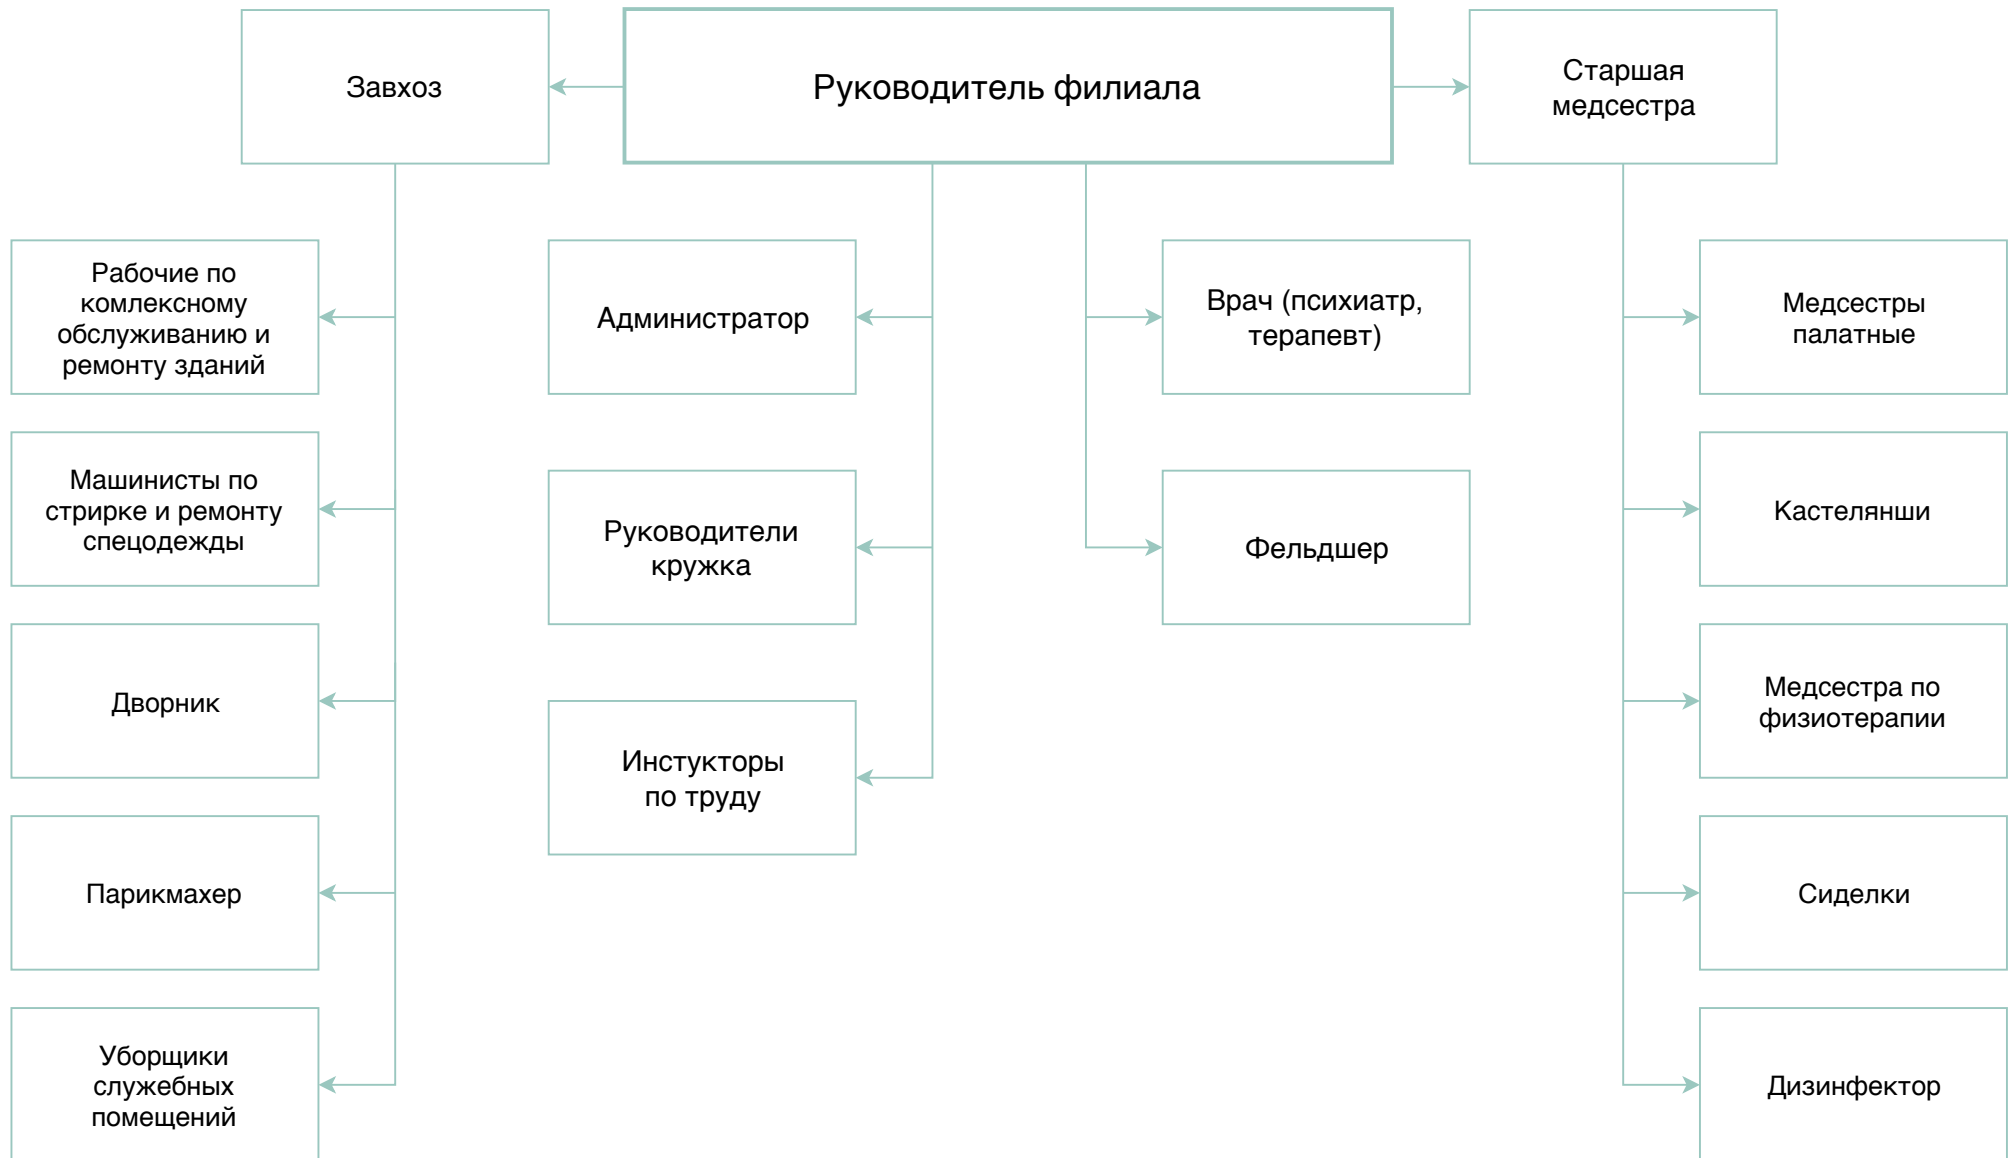 Завхоз
Руководитель филиала
Старшая
медсестра
Рабочие по
комлексному
обслуживанию и
ремонту зданий
Администратор
Врач (психиатр,
терапевт)
Медсестры
палатные
Машинисты по
стрирке и ремонту
спецодежды
Руководители
кружка
Фельдшер
Кастелянши
Дворник
Инстукторы
по труду
Медсестра по
физиотерапии
Парикмахер
Сиделки
Уборщики
служебных
помещений
Дизинфектор